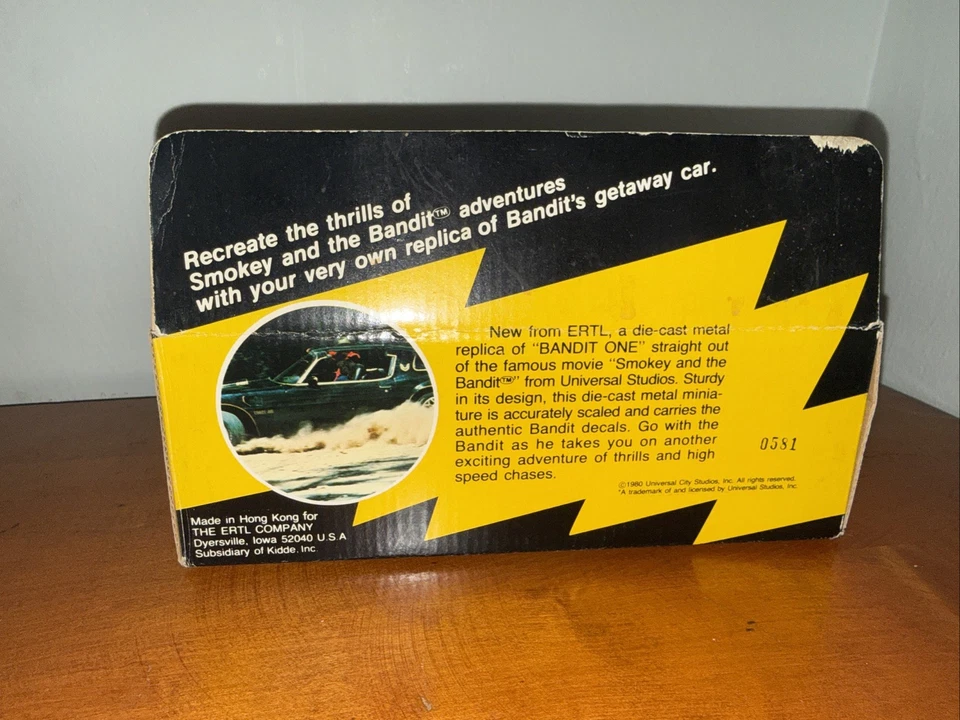 Recreate the thrills of
Smokey and the Bandit™ adventures
with your very own replica of Bandit's getaway car.
New from ERTL, a die-cast metal
replica of "BANDIT ONE" straight out
of the famous movie "Smokey and the
Bandit™" from Universal Studios. Sturdy
in its design, this die-cast metal minia-
ture is accurately scaled and carries the
authentic Bandit decals. Go with the
Bandit as he takes you on another
exciting adventure of thrills and high
speed chases.
0581
©1980 Universal City Studios, Inc. All rights reserved.
*A trademark of and licensed by Universal Studios, Inc.
Made in Hong Kong for
THE ERTL COMPANY
Dyersville, Iowa 52040 U.S.A
Subsidiary of Kidde, Inc.